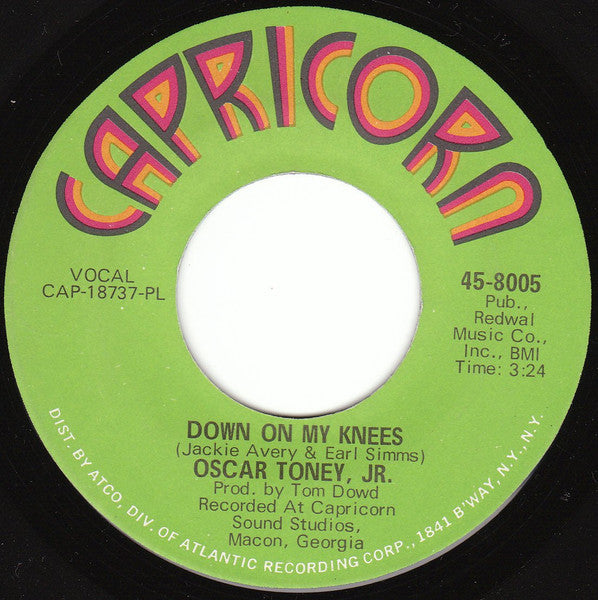 CAPRICORN
VOCAL
CAP-18737-PL
45-8005
Pub.,
Redwal
Music Co.,
Inc., BMI
Time: 3:24
DOWN ON MY KNEES
(Jackie Avery & Earl Simms)
OSCAR TONEY, JR.
Prod. by Tom Dowd
Recorded At Capricorn
Sound Studios,
Macon, Georgia
DIST. BY ATCO, DIV. OF ATLANTIC RECORDING CORP., 1841 B'WAY, N.Y., N.Y.